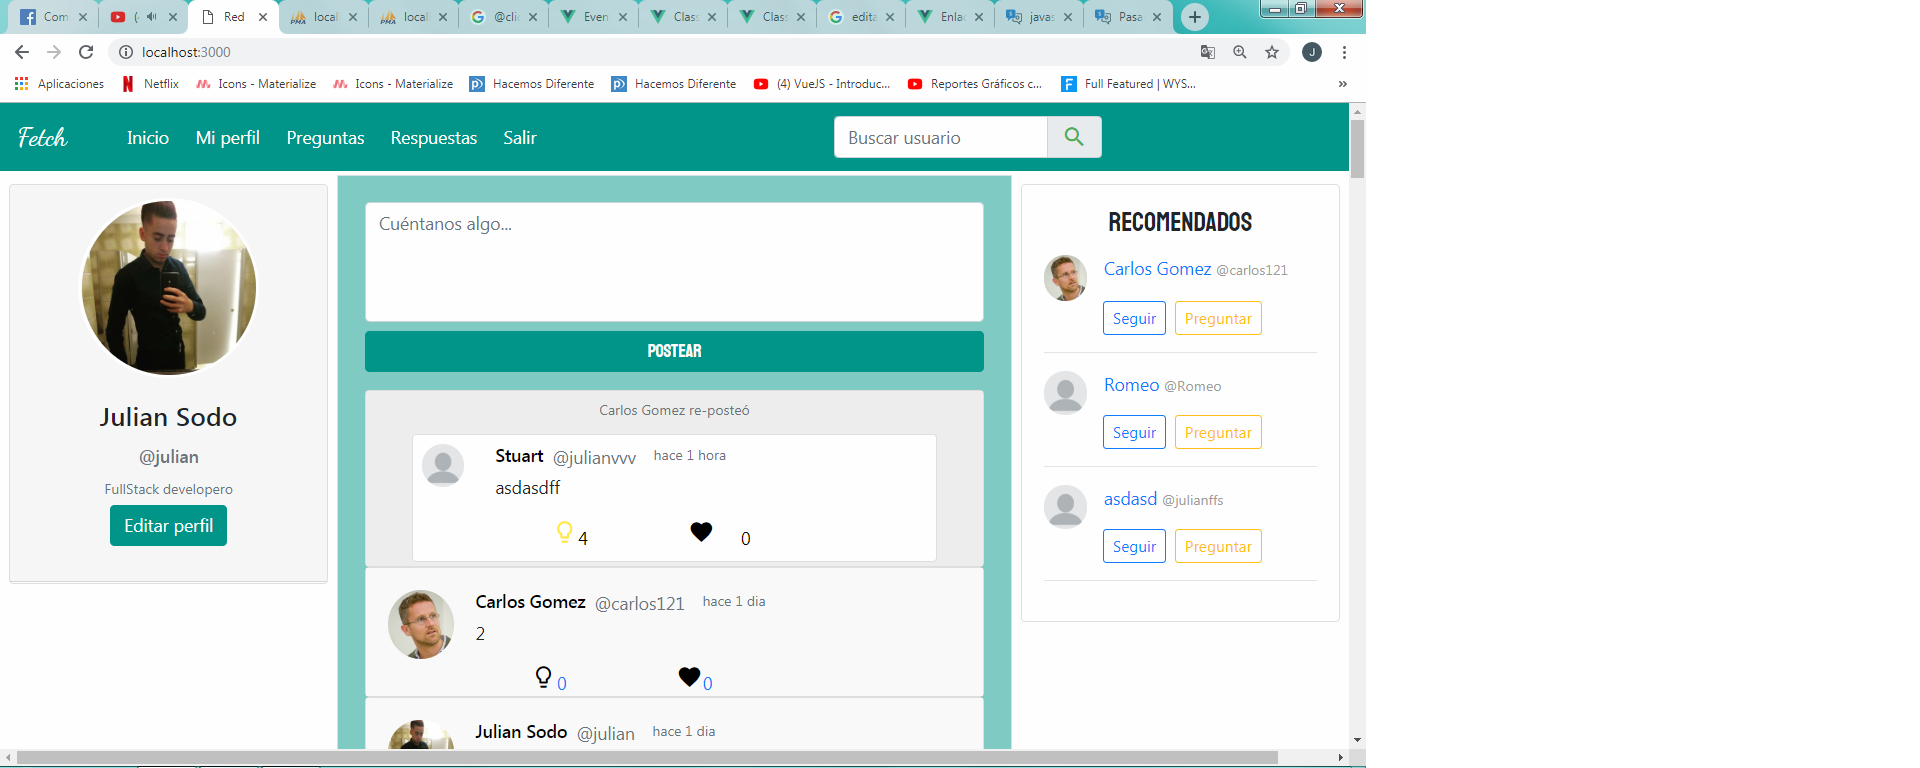 Com
(
Red
local
local
@clic
Even
Clas
Clas
edita
Enla
javas
Pasa
localhost:3000
J
Aplicaciones
Netflix
Icons - Materialize
Icons - Materialize
Hacemos Diferente
Hacemos Diferente
(4) VueJS - Introduc...
Reportes Gráficos c...
Full Featured | WYS...
»
Fetch
Inicio
Mi perfil
Preguntas
Respuestas
Salir
Buscar usuario
Julian Sodo
@julian
FullStack developero
Editar perfil
Cuéntanos algo...
POSTEAR
Carlos Gomez re-posteó
Stuart @julianvvv hace 1 hora
asdasdff
4 0
Carlos Gomez @carlos121 hace 1 dia
2
0 0
Julian Sodo @julian hace 1 dia
RECOMENDADOS
Carlos Gomez @carlos121
Seguir Preguntar
Romeo @Romeo
Seguir Preguntar
asdasd @julianffs
Seguir Preguntar